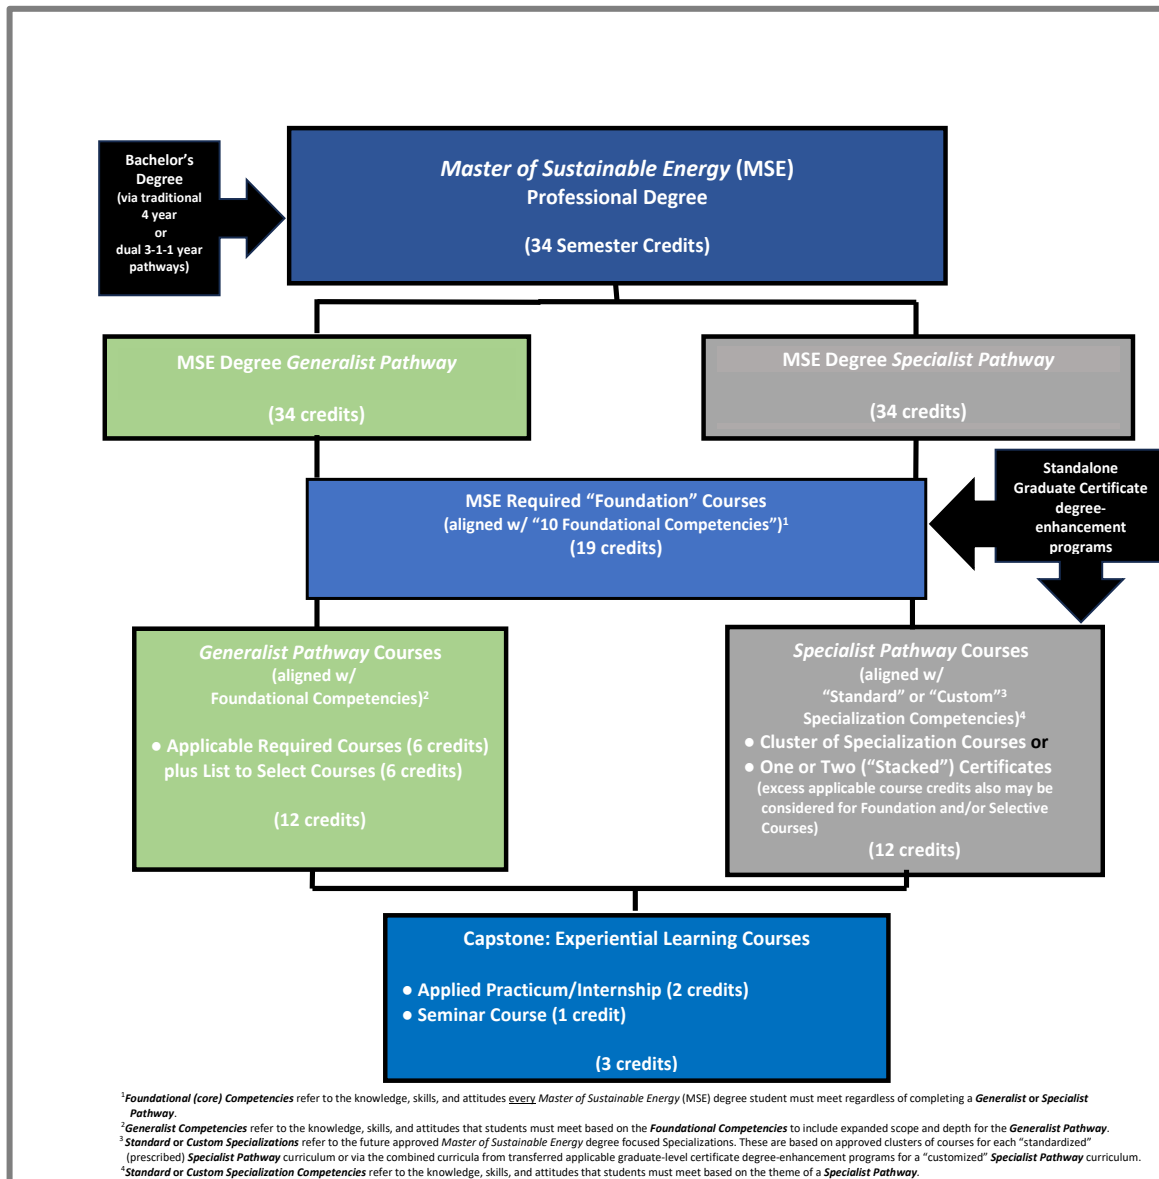 Bachelor’s
Degree
(via traditional
4 year
or
dual 3-1-1 year
pathways)
Master of Sustainable Energy (MSE)
Professional Degree
(34 Semester Credits)
MSE Degree Generalist Pathway
(34 credits)
MSE Degree Specialist Pathway
(34 credits)
MSE Required “Foundation” Courses
(aligned w/ “10 Foundational Competencies”)¹
(19 credits)
Standalone
Graduate Certificate
degree-
enhancement
programs
Generalist Pathway Courses
(aligned w/
Foundational Competencies)²
● Applicable Required Courses (6 credits)
plus List to Select Courses (6 credits)
(12 credits)
Specialist Pathway Courses
(aligned w/
“Standard” or “Custom”³
Specialization Competencies)⁴
● Cluster of Specialization Courses or
● One or Two (“Stacked”) Certificates
(excess applicable course credits also may be
considered for Foundation and/or Selective
Courses)
(12 credits)
Capstone: Experiential Learning Courses
● Applied Practicum/Internship (2 credits)
● Seminar Course (1 credit)
(3 credits)
¹Foundational (core) Competencies refer to the knowledge, skills, and attitudes every Master of Sustainable Energy (MSE) degree student must meet regardless of completing a Generalist or Specialist
Pathway.
²Generalist Competencies refer to the knowledge, skills, and attitudes that students must meet based on the Foundational Competencies to include expanded scope and depth for the Generalist Pathway.
³ Standard or Custom Specializations refer to the future approved Master of Sustainable Energy degree focused Specializations. These are based on approved clusters of courses for each “standardized”
(prescribed) Specialist Pathway curriculum or via the combined curricula from transferred applicable graduate-level certificate degree-enhancement programs for a “customized” Specialist Pathway curriculum.
⁴Standard or Custom Specialization Competencies refer to the knowledge, skills, and attitudes that students must meet based on the theme of a Specialist Pathway.